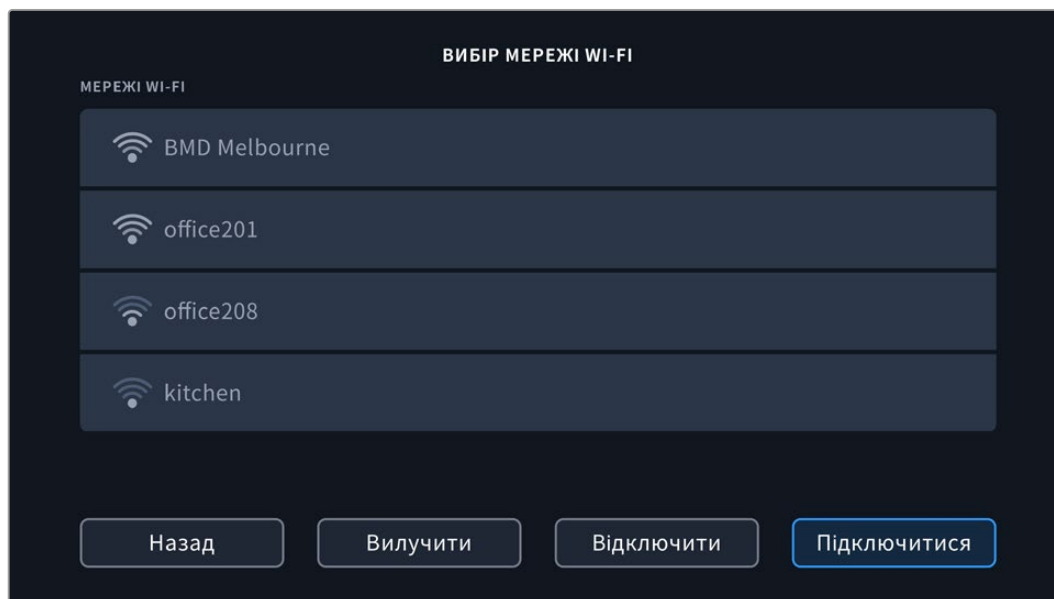 ВИБІР МЕРЕЖІ WI-FI
МЕРЕЖІ WI-FI
BMD Melbourne
office201
office208
kitchen
Назад
Вилучити
Відключити
Підключитися